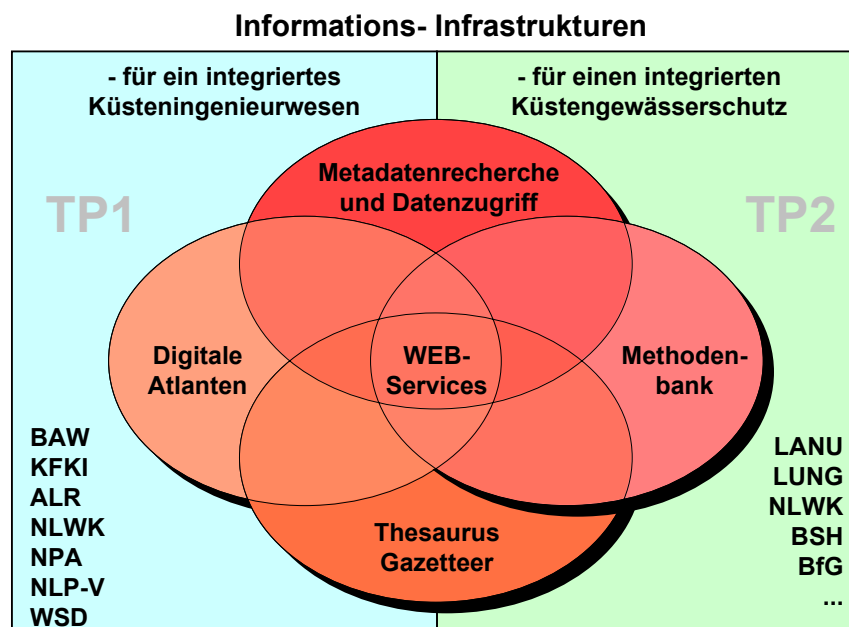 Informations- Infrastrukturen
- für ein integriertes
Küsteningenieurwesen
- für einen integrierten
Küstengewässerschutz
TP1
TP2
Metadatenrecherche
und Datenzugriff
Digitale
Atlanten
WEB-
Services
Methoden-
bank
Thesaurus
Gazetteer
BAW
KFKI
ALR
NLWK
NPA
NLP-V
WSD
LANU
LUNG
NLWK
BSH
BfG
...